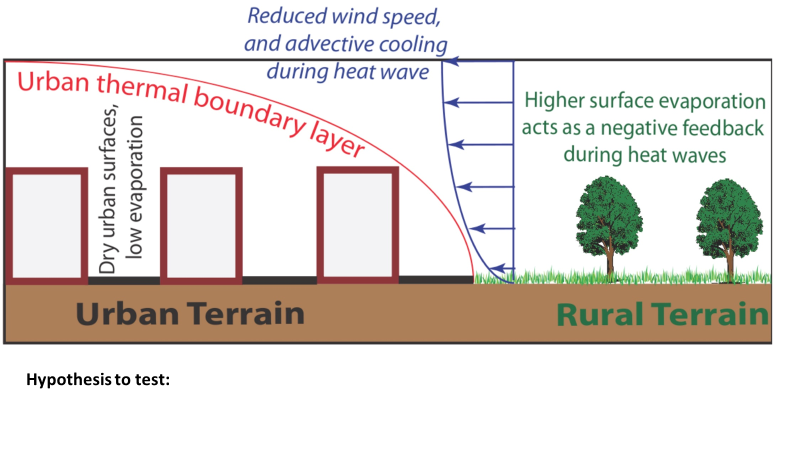 Reduced wind speed,
and advective cooling
during heat wave
Urban thermal boundary layer
Dry urban surfaces,
low evaporation
Higher surface evaporation
acts as a negative feedback
during heat waves
Urban Terrain
Rural Terrain
Hypothesis to test: